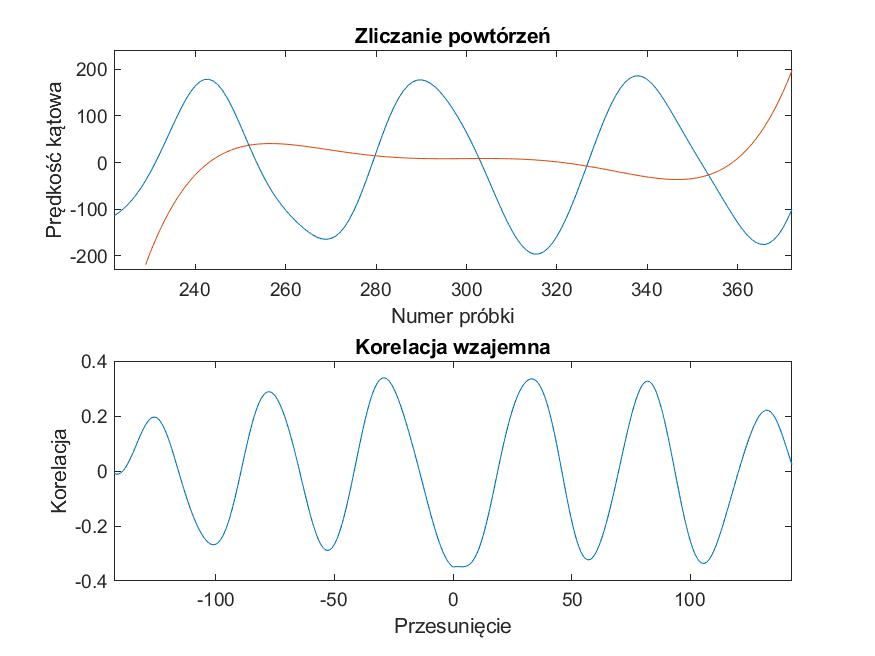 Zliczanie powtórzeń
200
100
0
-100
-200
Prędkość kątowa
240 260 280 300 320 340 360
Numer próbki
Korelacja wzajemna
0.4
0.2
0
-0.2
-0.4
Korelacja
-100 -50 0 50 100
Przesunięcie